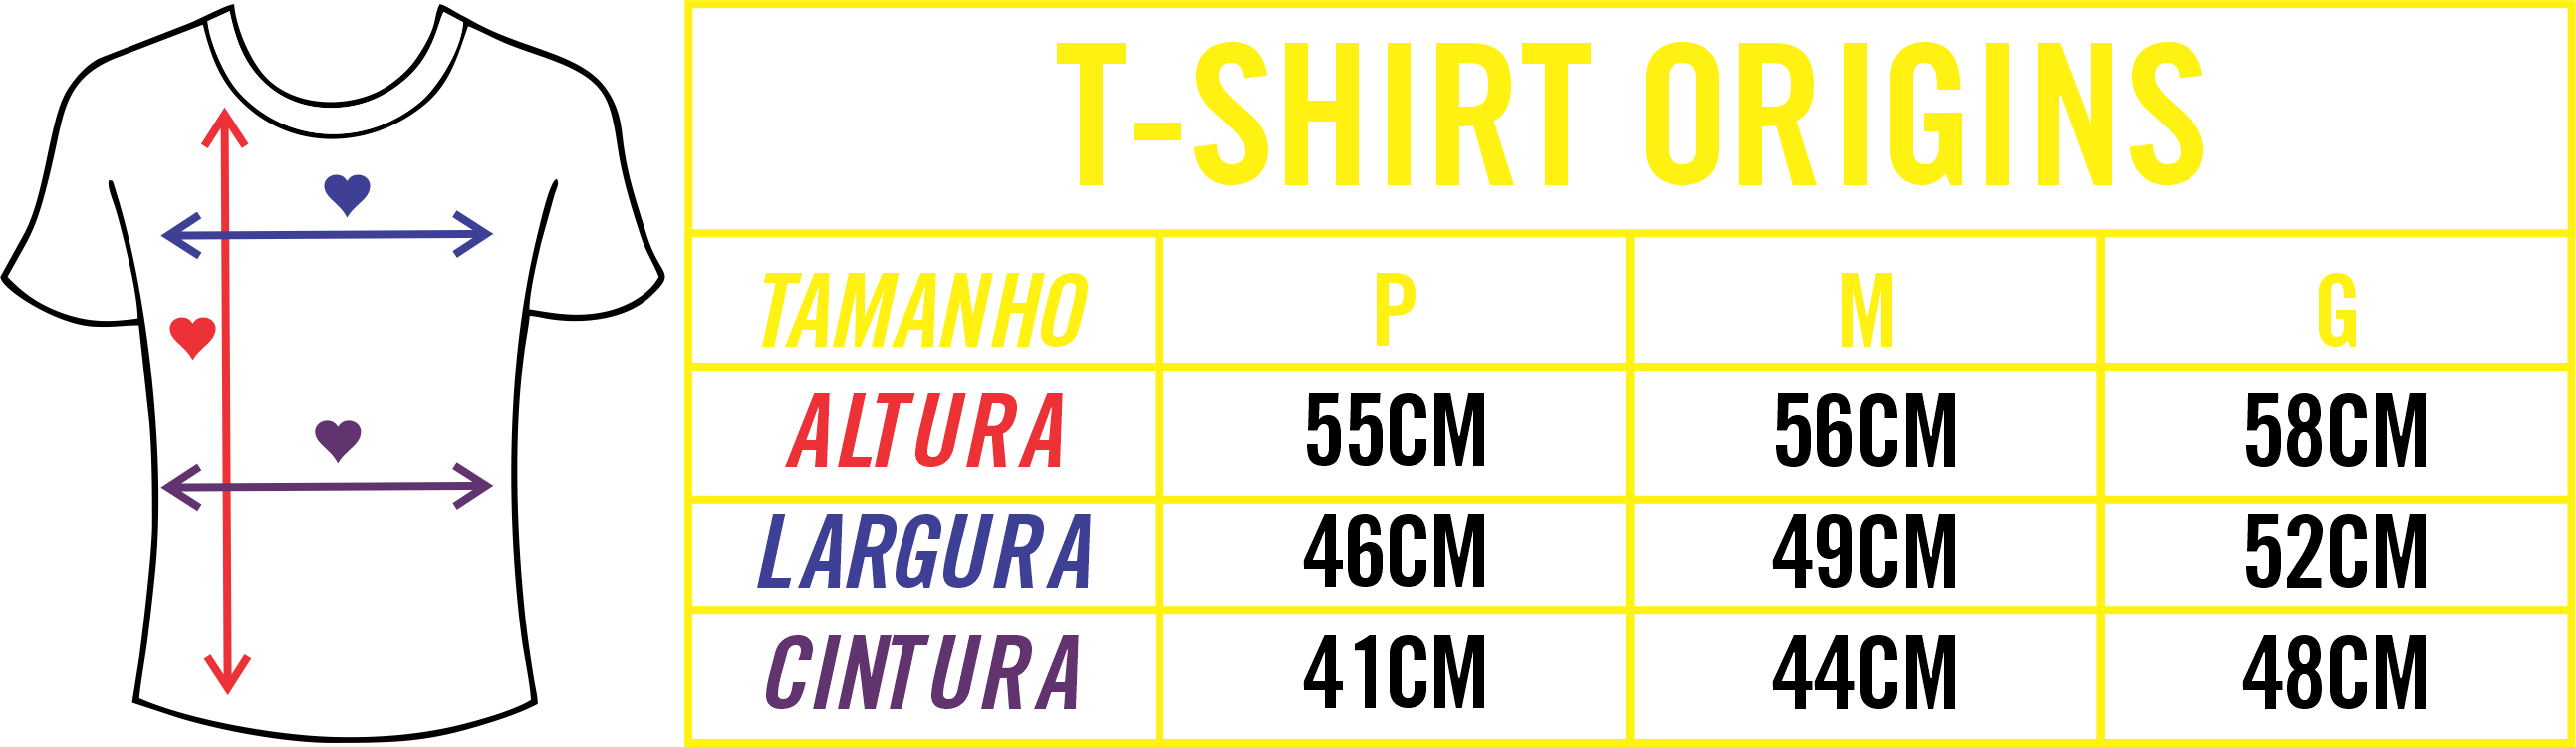 T-SHIRT ORIGINS
TAMANHO P M G
ALTURA 55CM 56CM 58CM
LARGURA 46CM 49CM 52CM
CINTURA 41CM 44CM 48CM